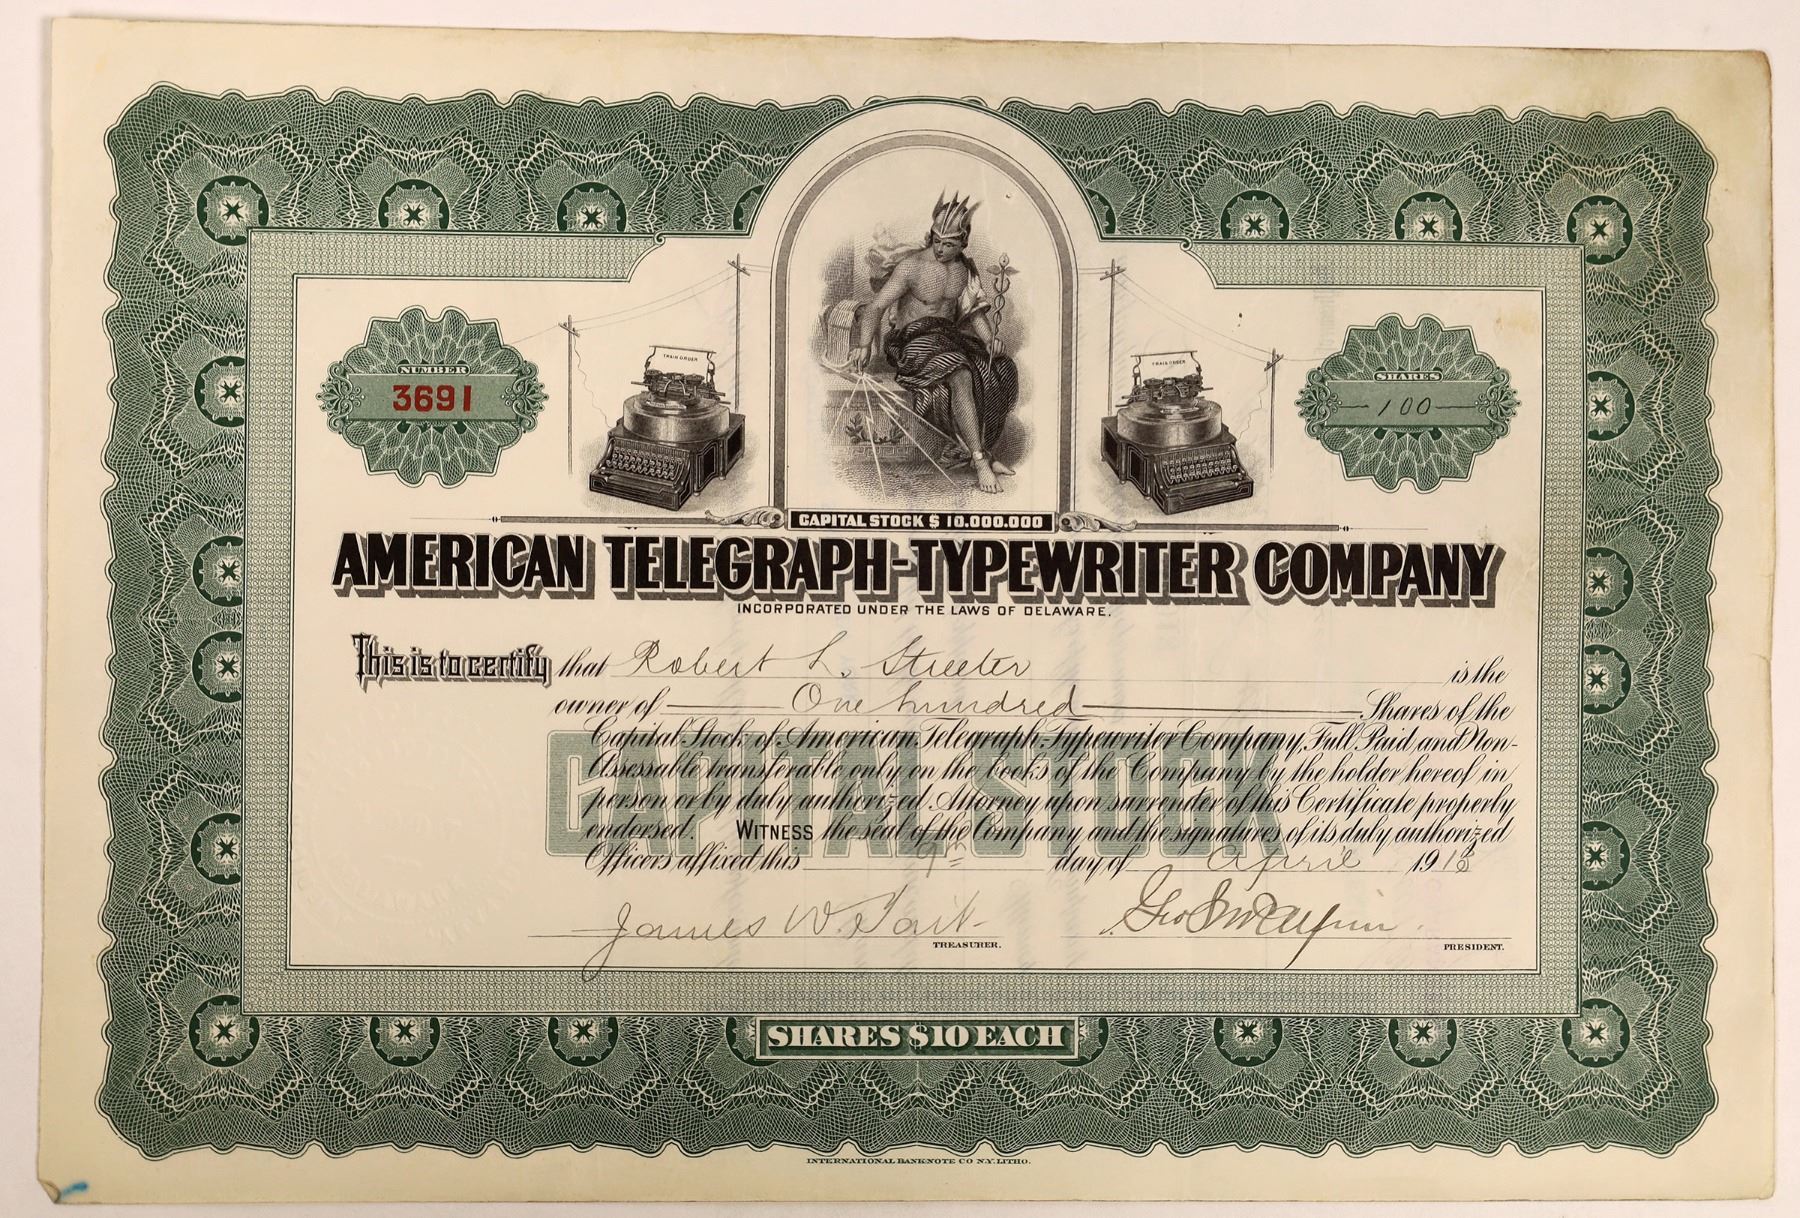 TRAIN ORDER
TRAIN ORDER
NUMBER
3691
SHARES
100
CAPITAL STOCK $ 10.000.000
AMERICAN TELEGRAPH-TYPEWRITER COMPANY
INCORPORATED UNDER THE LAWS OF DELAWARE.
This is to certify that Robert L. Streeter is the
owner of One hundred Shares of the
Capital Stock of American Telegraph-Typewriter Company, Full Paid and Non-
Assessable transferable only on the books of the Company by the holder hereof in
person or by duly authorized Attorney upon surrender of this Certificate properly
endorsed. WITNESS the seal of the Company and the signatures of its duly authorized
Officers affixed this 9th day of April 191
CAPITAL STOCK
James W. Tait
TREASURER.
Geo
PRESIDENT.
SHARES $10 EACH
INTERNATIONAL BANKNOTE CO N.Y. LITHO.